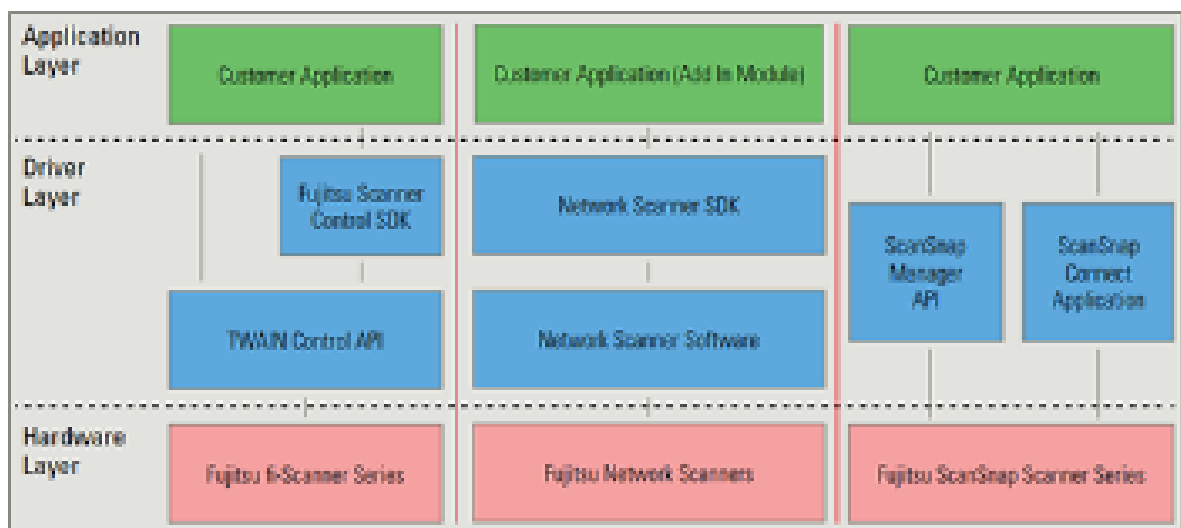 Application
Layer
Customer Application
Customer Application (Add In Module)
Customer Application
Driver
Layer
Fujitsu Scanner
Control SDK
Network Scanner SDK
ScanSnap
Manager
API
ScanSnap
Connect
Application
TWAIN Control API
Network Scanner Software
Hardware
Layer
Fujitsu fi-Scanner Series
Fujitsu Network Scanners
Fujitsu ScanSnap Scanner Series